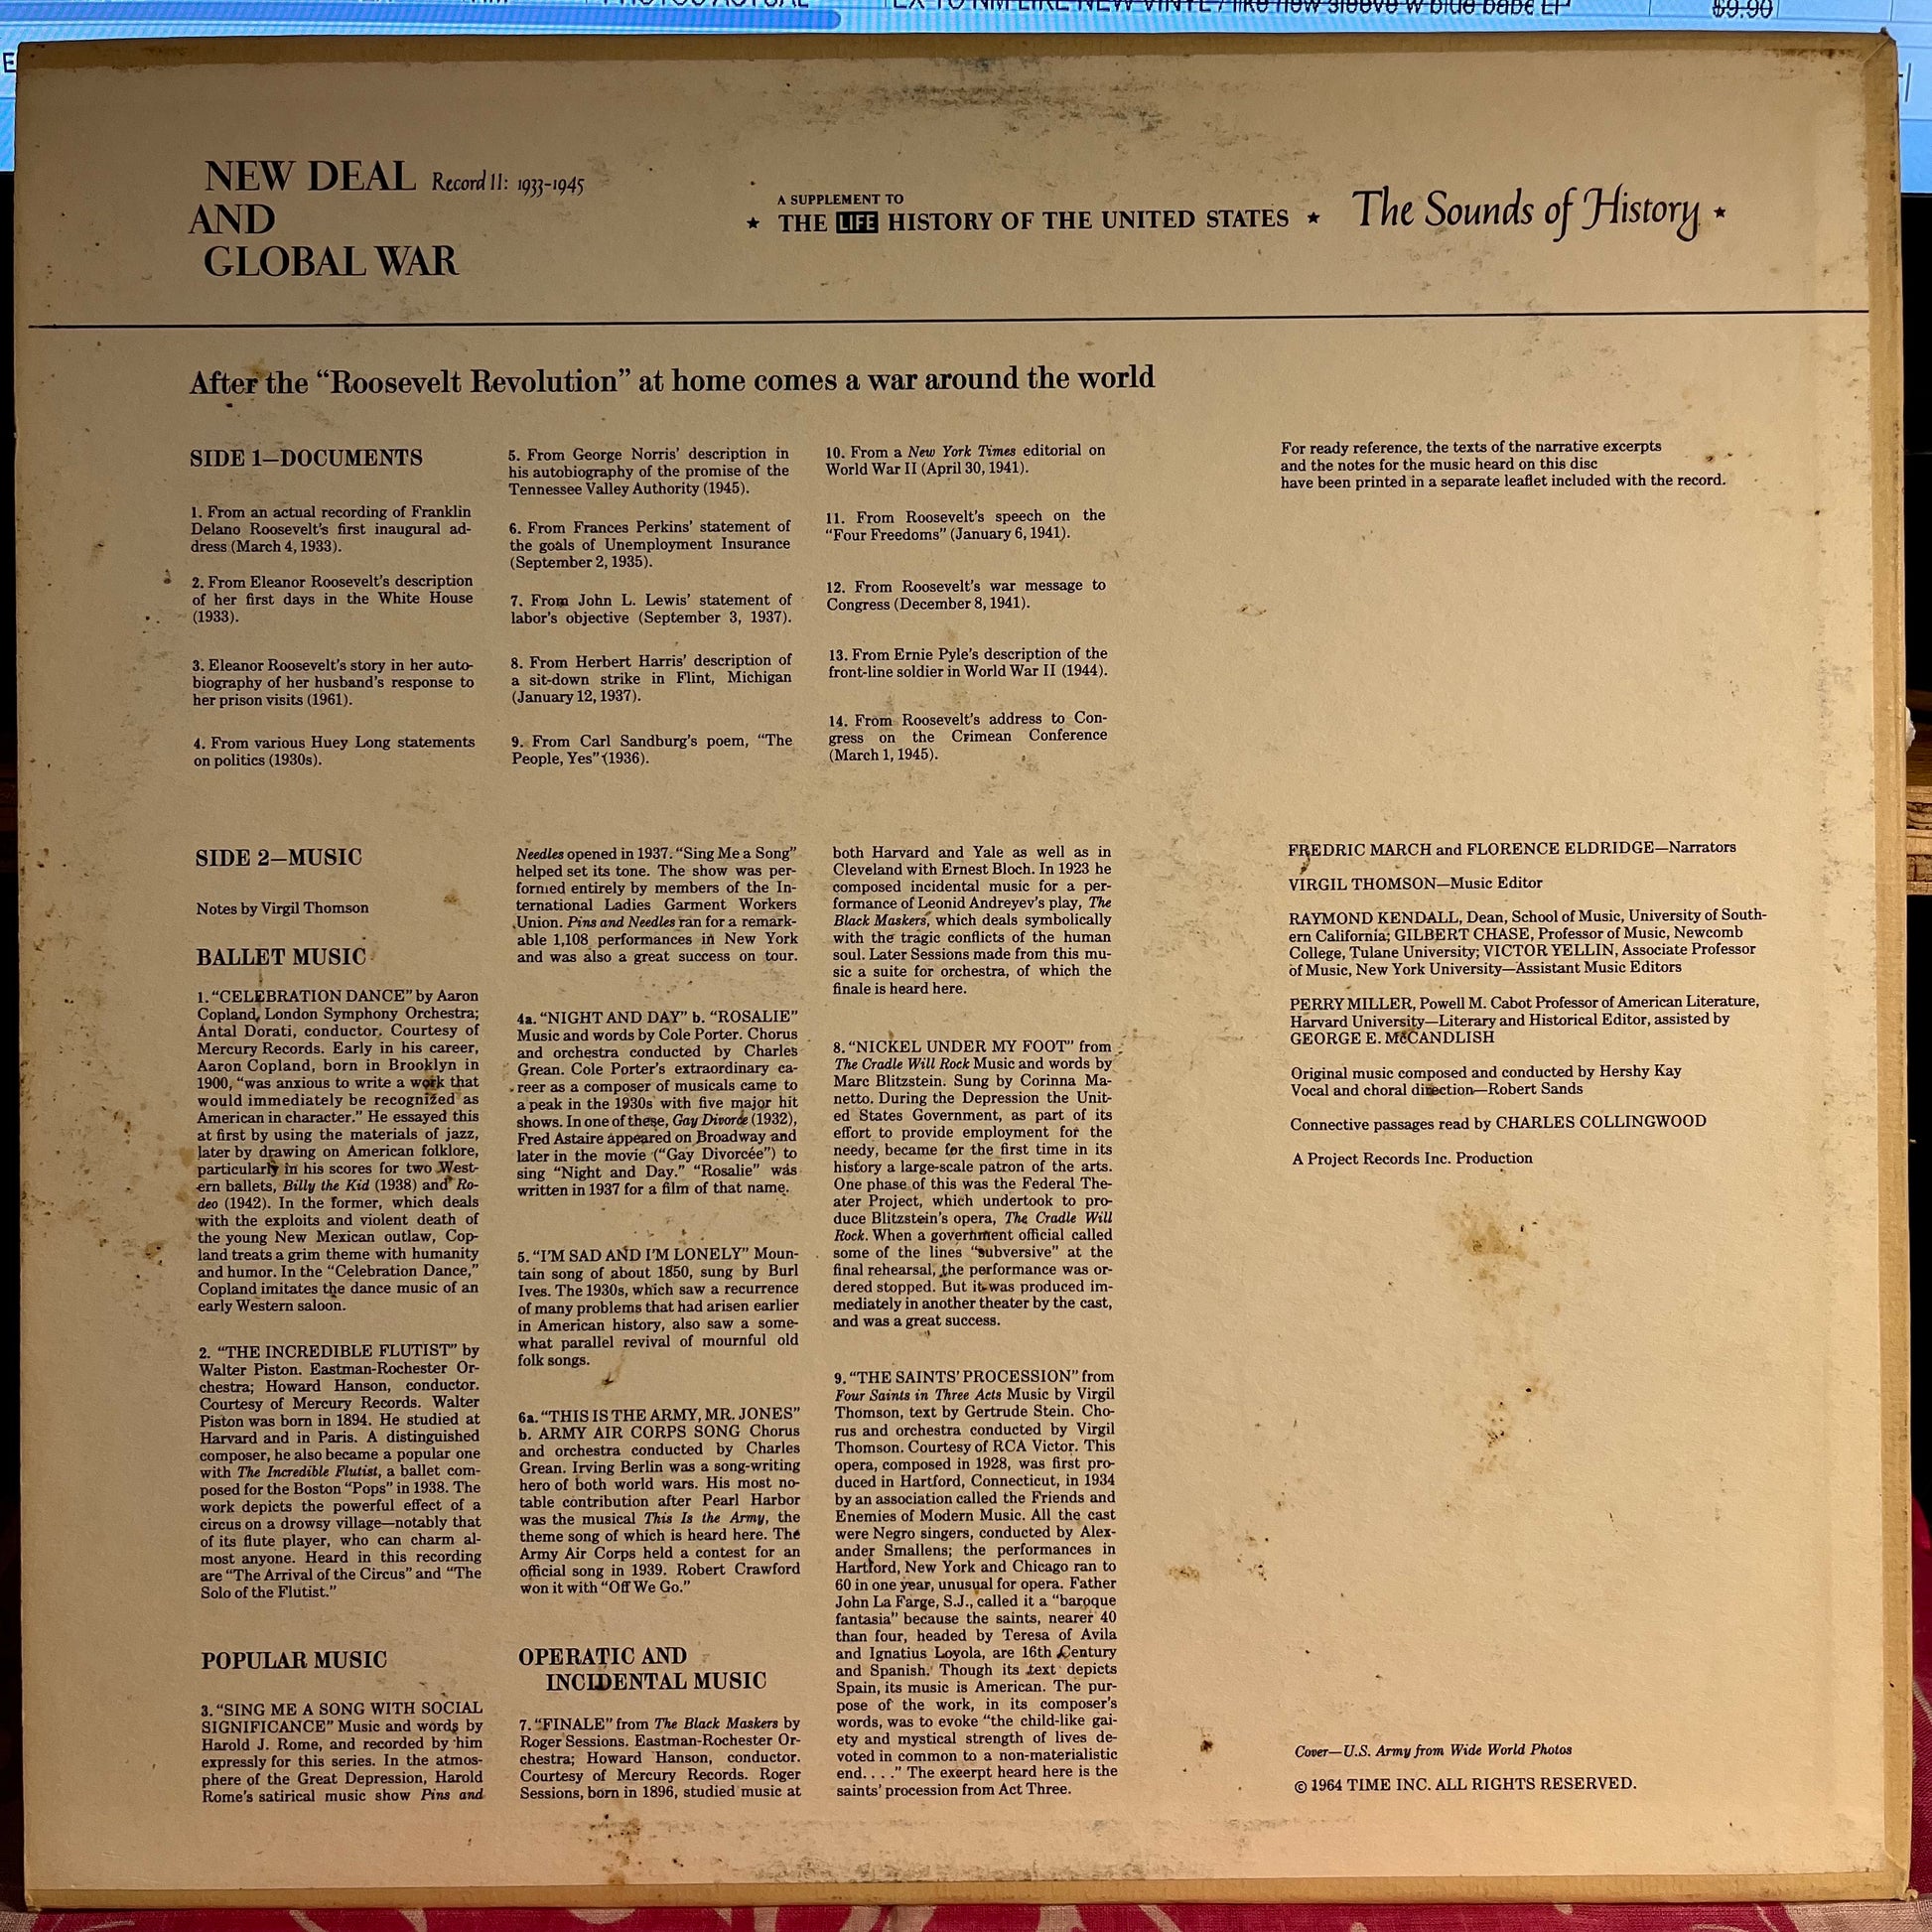 PHOTOS ACTUAL
EX TO NM LIKE NEW VINYL / like new sleeve w blue babe LP
$9.90
NEW DEAL Record II: 1933-1945
AND
GLOBAL WAR
A SUPPLEMENT TO
★ THE LIFE HISTORY OF THE UNITED STATES ★ The Sounds of History ★
After the “Roosevelt Revolution” at home comes a war around the world
SIDE 1—DOCUMENTS
1. From an actual recording of Franklin
Delano Roosevelt's first inaugural ad-
dress (March 4, 1933).
2. From Eleanor Roosevelt's description
of her first days in the White House
(1933).
3. Eleanor Roosevelt's story in her auto-
biography of her husband's response to
her prison visits (1961).
4. From various Huey Long statements
on politics (1930s).
5. From George Norris' description in
his autobiography of the promise of the
Tennessee Valley Authority (1945).
6. From Frances Perkins' statement of
the goals of Unemployment Insurance
(September 2, 1935).
7. From John L. Lewis' statement of
labor's objective (September 3, 1937).
8. From Herbert Harris' description of
a sit-down strike in Flint, Michigan
(January 12, 1937).
9. From Carl Sandburg's poem, “The
People, Yes” (1936).
10. From a New York Times editorial on
World War II (April 30, 1941).
11. From Roosevelt's speech on the
“Four Freedoms” (January 6, 1941).
12. From Roosevelt's war message to
Congress (December 8, 1941).
13. From Ernie Pyle's description of the
front-line soldier in World War II (1944).
14. From Roosevelt's address to Con-
gress on the Crimean Conference
(March 1, 1945).
For ready reference, the texts of the narrative excerpts
and the notes for the music heard on this disc
have been printed in a separate leaflet included with the record.
SIDE 2—MUSIC
Notes by Virgil Thomson
BALLET MUSIC
1. “CELEBRATION DANCE” by Aaron
Copland, London Symphony Orchestra;
Antal Dorati, conductor. Courtesy of
Mercury Records. Early in his career,
Aaron Copland, born in Brooklyn in
1900, “was anxious to write a work that
would immediately be recognized as
American in character.” He essayed this
at first by using the materials of jazz,
later by drawing on American folklore,
particularly in his scores for two West-
ern ballets, Billy the Kid (1938) and Ro-
deo (1942). In the former, which deals
with the exploits and violent death of
the young New Mexican outlaw, Cop-
land treats a grim theme with humanity
and humor. In the “Celebration Dance,”
Copland imitates the dance music of an
early Western saloon.
2. “THE INCREDIBLE FLUTIST” by
Walter Piston. Eastman-Rochester Or-
chestra; Howard Hanson, conductor.
Courtesy of Mercury Records. Walter
Piston was born in 1894. He studied at
Harvard and in Paris. A distinguished
composer, he also became a popular one
with The Incredible Flutist, a ballet com-
posed for the Boston “Pops” in 1938. The
work depicts the powerful effect of a
circus on a drowsy village—notably that
of its flute player, who can charm al-
most anyone. Heard in this recording
are “The Arrival of the Circus” and “The
Solo of the Flutist.”
POPULAR MUSIC
3. “SING ME A SONG WITH SOCIAL
SIGNIFICANCE” Music and words by
Harold J. Rome, and recorded by him
expressly for this series. In the atmos-
phere of the Great Depression, Harold
Rome's satirical music show Pins and
Needles opened in 1937. “Sing Me a Song”
helped set its tone. The show was per-
formed entirely by members of the In-
ternational Ladies Garment Workers
Union. Pins and Needles ran for a remark-
able 1,108 performances in New York
and was also a great success on tour.
4a. “NIGHT AND DAY” b. “ROSALIE”
Music and words by Cole Porter. Chorus
and orchestra conducted by Charles
Grean. Cole Porter's extraordinary ca-
reer as a composer of musicals came to
a peak in the 1930s with five major hit
shows. In one of these, Gay Divorce (1932),
Fred Astaire appeared on Broadway and
later in the movie (“Gay Divorcée”) to
sing “Night and Day.” “Rosalie” was
written in 1937 for a film of that name.
5. “I'M SAD AND I'M LONELY” Moun-
tain song of about 1850, sung by Burl
Ives. The 1930s, which saw a recurrence
of many problems that had arisen earlier
in American history, also saw a some-
what parallel revival of mournful old
folk songs.
6a. “THIS IS THE ARMY, MR. JONES”
b. ARMY AIR CORPS SONG Chorus
and orchestra conducted by Charles
Grean. Irving Berlin was a song-writing
hero of both world wars. His most no-
table contribution after Pearl Harbor
was the musical This Is the Army, the
theme song of which is heard here. The
Army Air Corps held a contest for an
official song in 1939. Robert Crawford
won it with “Off We Go.”
OPERATIC AND
INCIDENTAL MUSIC
7. “FINALE” from The Black Maskers by
Roger Sessions. Eastman-Rochester Or-
chestra; Howard Hanson, conductor.
Courtesy of Mercury Records. Roger
Sessions, born in 1896, studied music at
both Harvard and Yale as well as in
Cleveland with Ernest Bloch. In 1923 he
composed incidental music for a per-
formance of Leonid Andreyev's play, The
Black Maskers, which deals symbolically
with the tragic conflicts of the human
soul. Later Sessions made from this mu-
sic a suite for orchestra, of which the
finale is heard here.
8. “NICKEL UNDER MY FOOT” from
The Cradle Will Rock Music and words by
Marc Blitzstein. Sung by Corinna Ma-
netto. During the Depression the Unit-
ed States Government, as part of its
effort to provide employment for the
needy, became for the first time in its
history a large-scale patron of the arts.
One phase of this was the Federal The-
ater Project, which undertook to pro-
duce Blitzstein's opera, The Cradle Will
Rock. When a government official called
some of the lines “subversive” at the
final rehearsal, the performance was or-
dered stopped. But it was produced im-
mediately in another theater by the cast,
and was a great success.
9. “THE SAINTS' PROCESSION” from
Four Saints in Three Acts Music by Virgil
Thomson, text by Gertrude Stein. Cho-
rus and orchestra conducted by Virgil
Thomson. Courtesy of RCA Victor. This
opera, composed in 1928, was first pro-
duced in Hartford, Connecticut, in 1934
by an association called the Friends and
Enemies of Modern Music. All the cast
were Negro singers, conducted by Alex-
ander Smallens; the performances in
Hartford, New York and Chicago ran to
60 in one year, unusual for opera. Father
John La Farge, S.J., called it a “baroque
fantasia” because the saints, nearer 40
than four, headed by Teresa of Avila
and Ignatius Loyola, are 16th Century
and Spanish. Though its text depicts
Spain, its music is American. The pur-
pose of the work, in its composer's
words, was to evoke “the child-like gai-
ety and mystical strength of lives de-
voted in common to a non-materialistic
end. . . .” The excerpt heard here is the
saints' procession from Act Three.
FREDRIC MARCH and FLORENCE ELDRIDGE—Narrators
VIRGIL THOMSON—Music Editor
RAYMOND KENDALL, Dean, School of Music, University of South-
ern California; GILBERT CHASE, Professor of Music, Newcomb
College, Tulane University; VICTOR YELLIN, Associate Professor
of Music, New York University—Assistant Music Editors
PERRY MILLER, Powell M. Cabot Professor of American Literature,
Harvard University—Literary and Historical Editor, assisted by
GEORGE E. McCANDLISH
Original music composed and conducted by Hershy Kay
Vocal and choral direction—Robert Sands
Connective passages read by CHARLES COLLINGWOOD
A Project Records Inc. Production
Cover—U.S. Army from Wide World Photos
© 1964 TIME INC. ALL RIGHTS RESERVED.